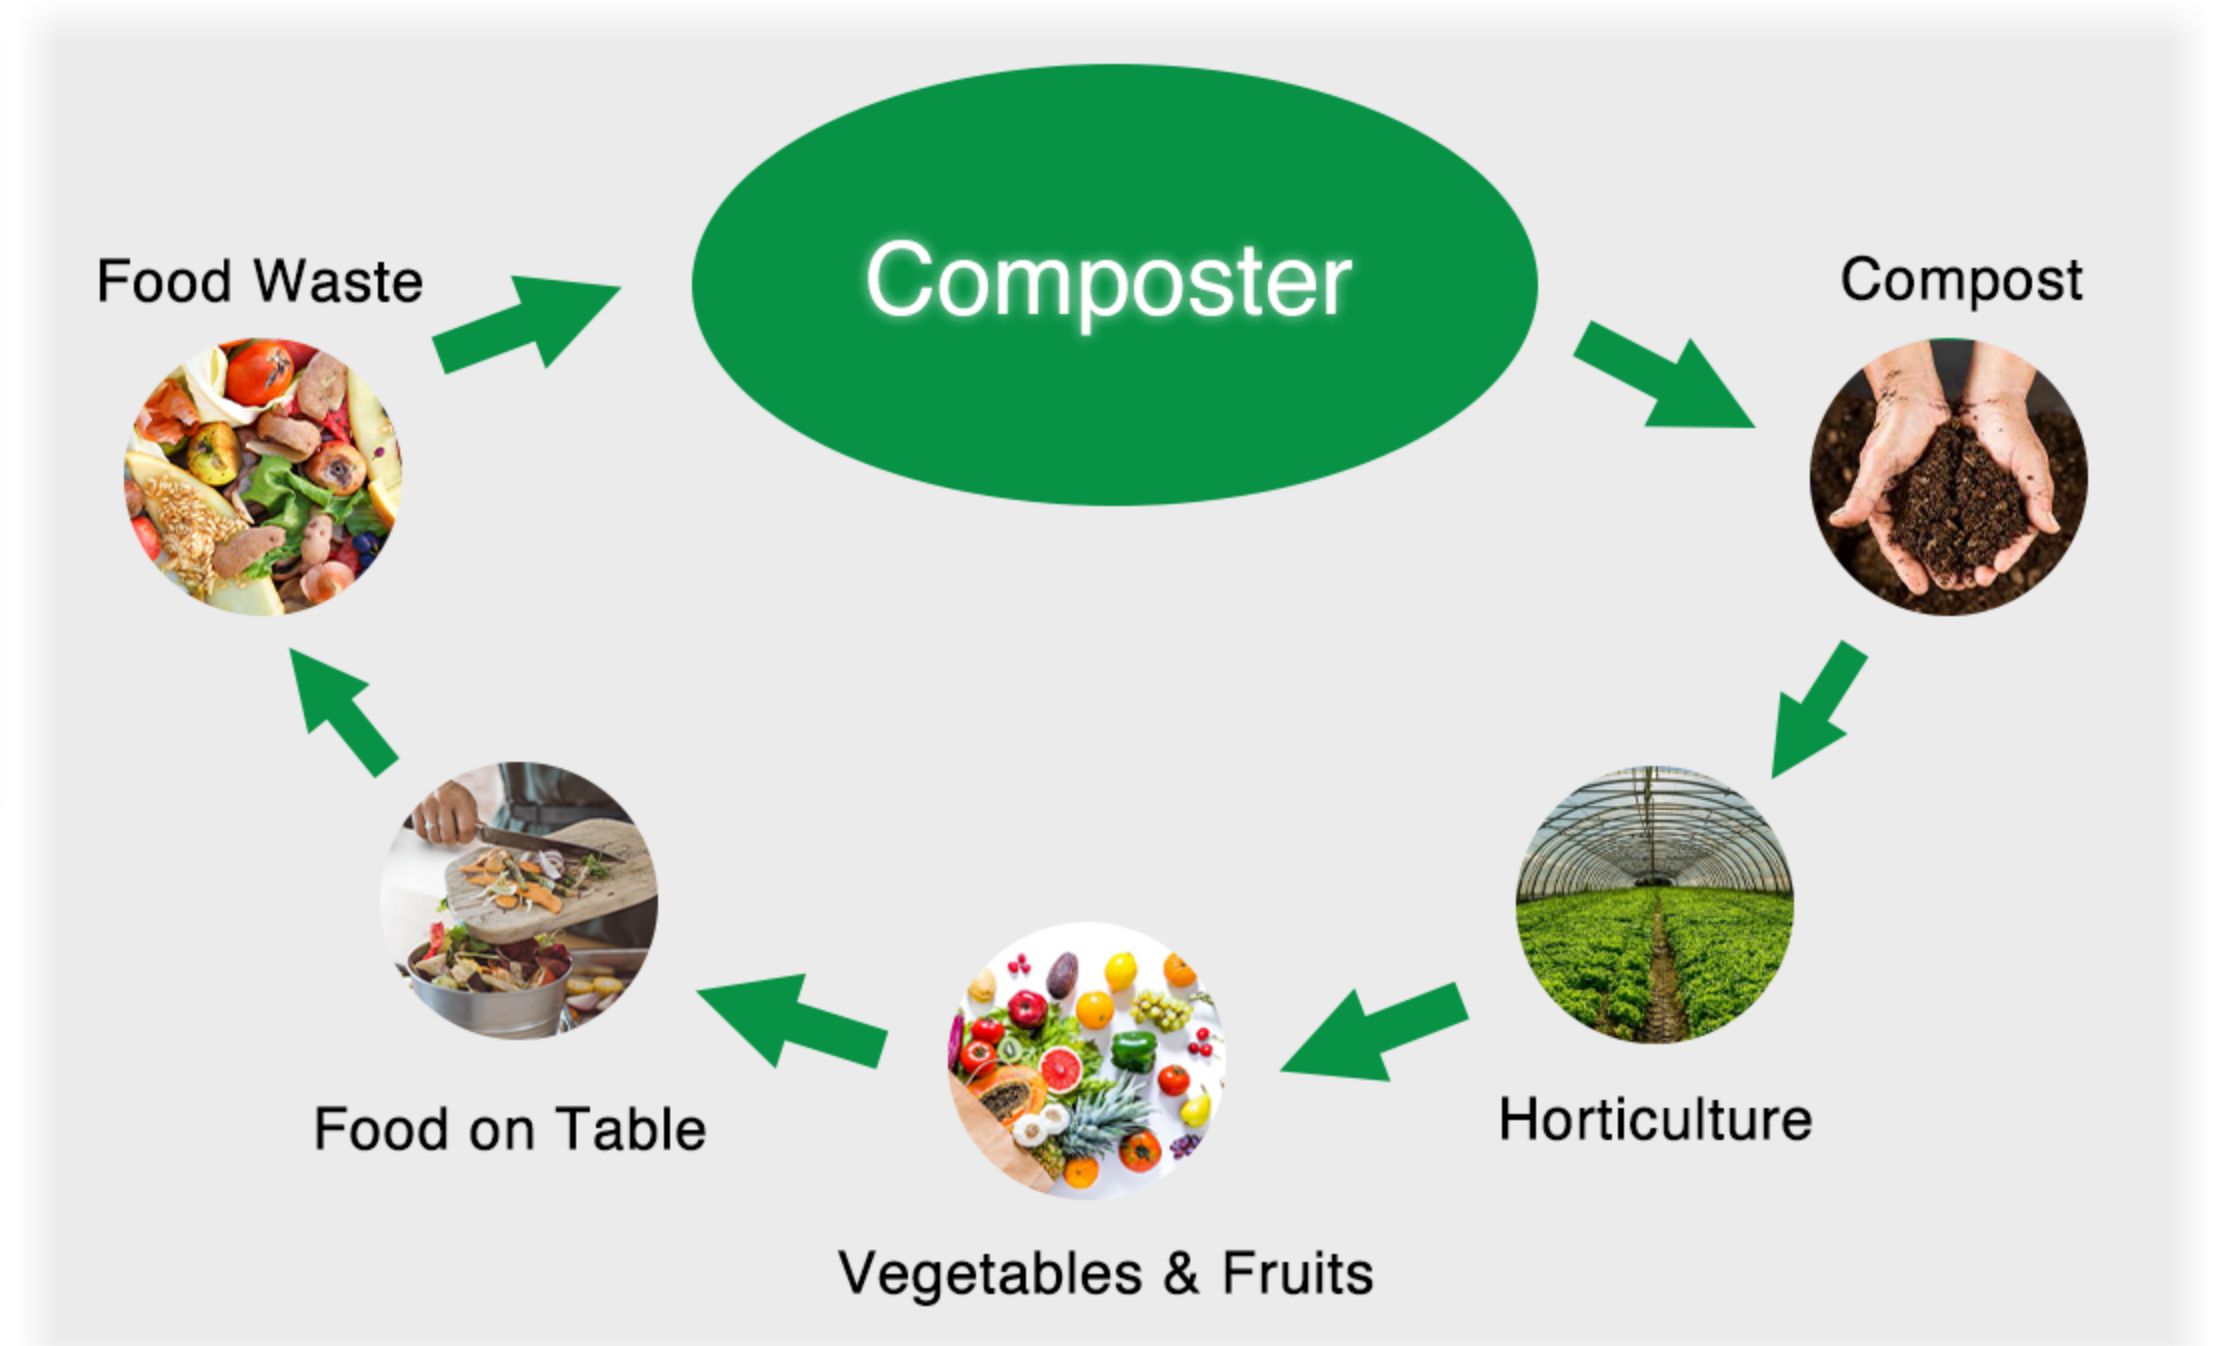 Composter
Food Waste
Compost
Horticulture
Food on Table
Vegetables & Fruits